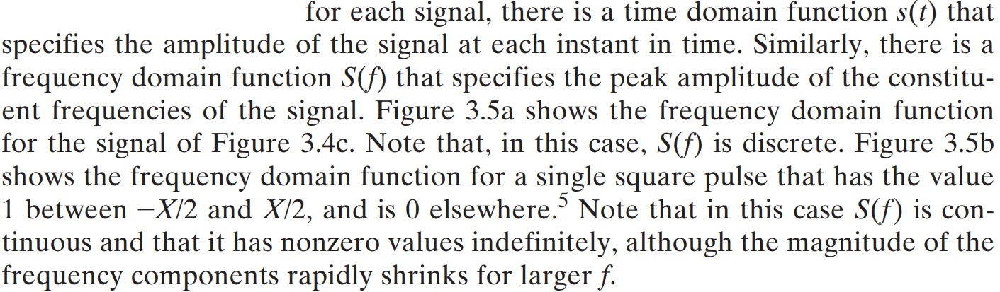 for each signal, there is a time domain function s(t) that
specifies the amplitude of the signal at each instant in time. Similarly, there is a
frequency domain function S(f) that specifies the peak amplitude of the constitu-
ent frequencies of the signal. Figure 3.5a shows the frequency domain function
for the signal of Figure 3.4c. Note that, in this case, S(f) is discrete. Figure 3.5b
shows the frequency domain function for a single square pulse that has the value
1 between −X/2 and X/2, and is 0 elsewhere.⁵ Note that in this case S(f) is con-
tinuous and that it has nonzero values indefinitely, although the magnitude of the
frequency components rapidly shrinks for larger f.